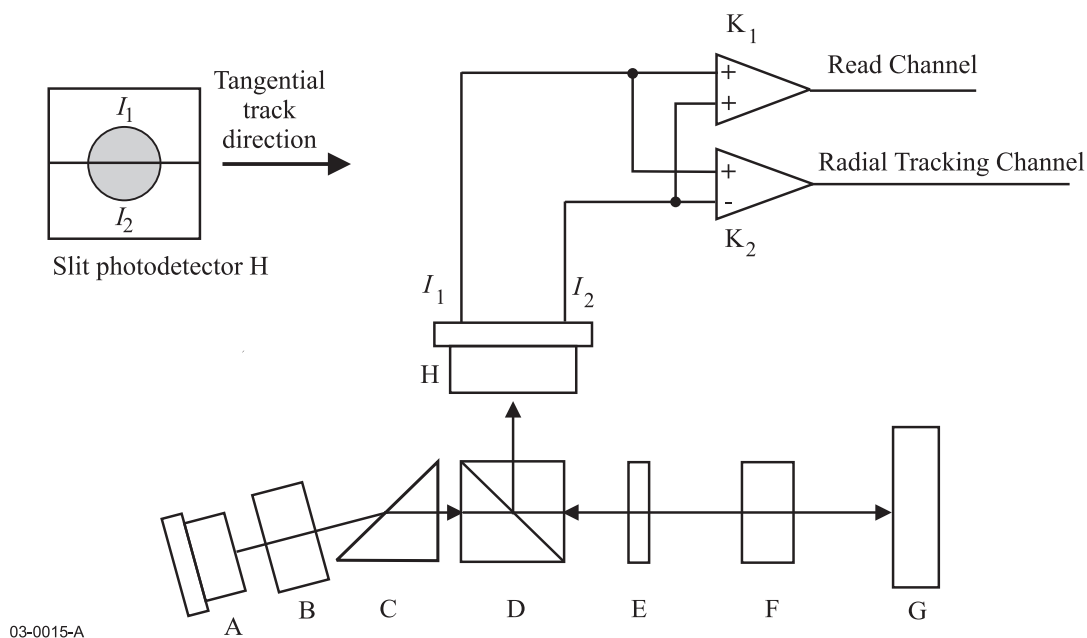 K1
Read Channel
Tangential
track
direction
I1
I2
Radial Tracking Channel
K2
Slit photodetector H
I1
I2
H
A
B
C
D
E
F
G
03-0015-A
+
+
+
-